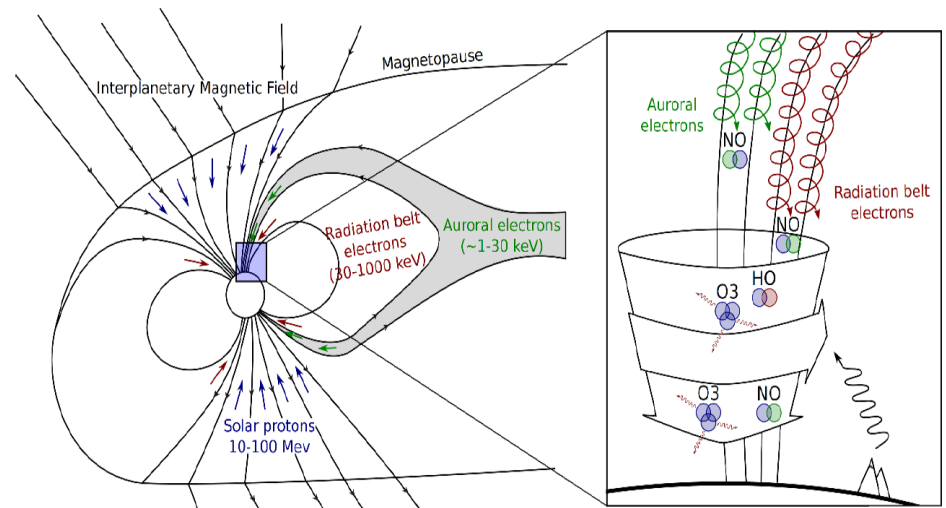 Magnetopause
Interplanetary Magnetic Field
Radiation belt
electrons
(30-1000 keV)
Auroral electrons
(~1-30 keV)
Solar protons
10-100 Mev
Auroral
electrons
NO
Radiation belt
electrons
NO
HO
O3
O3
NO